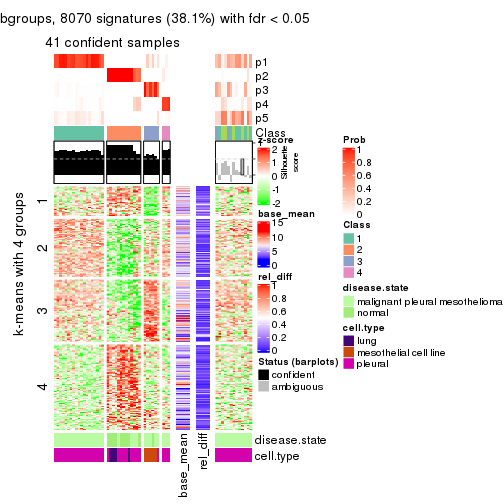 bgroups, 8070 signatures (38.1%) with fdr < 0.05
41 confident samples
p1
p2
p3
p4
p5
Class
1
2
3
4
k-means with 4 groups
base_mean
rel_diff
disease.state
cell.type
z-score
2
1
0
-1
-2
Silhouette
score
base_mean
15
10
5
0
rel_diff
1
0.8
0.6
0.4
0.2
0
Status (barplots)
confident
ambiguous
Prob
1
0.8
0.6
0.4
0.2
0
Class
1
2
3
4
disease.state
malignant pleural mesothelioma
normal
cell.type
lung
mesothelial cell line
pleural